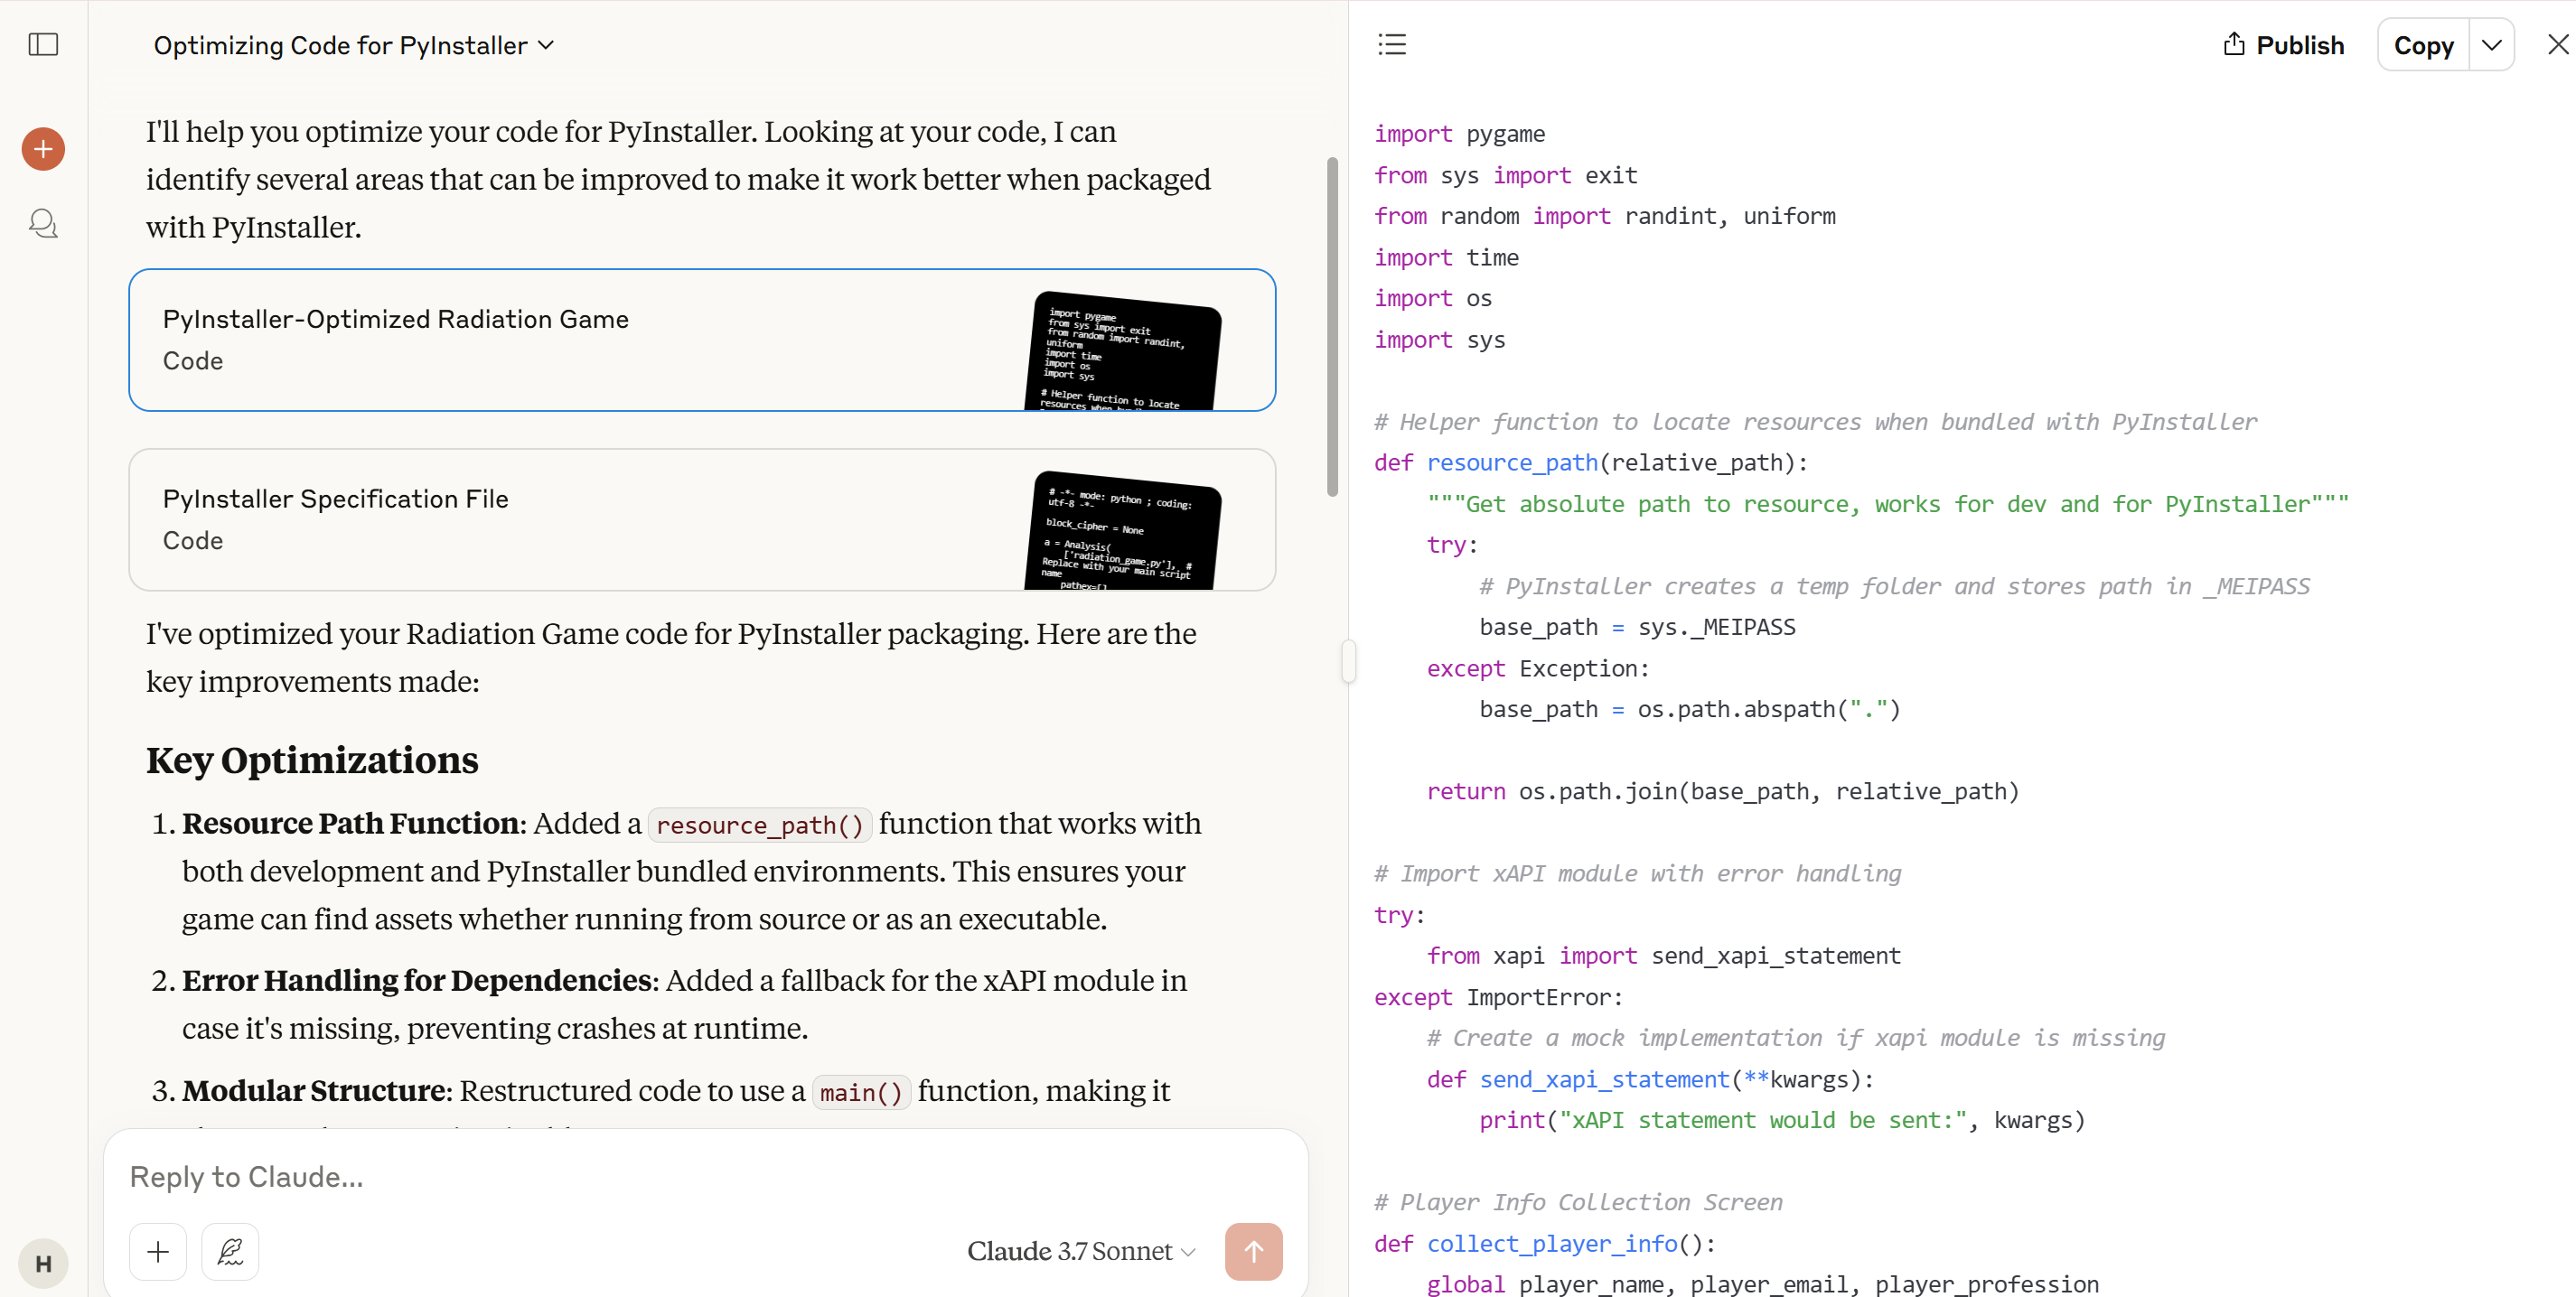 Optimizing Code for PyInstaller
I'll help you optimize your code for PyInstaller. Looking at your code, I can
identify several areas that can be improved to make it work better when packaged
with PyInstaller.
PyInstaller-Optimized Radiation Game
Code
import pygame
from sys import exit
from random import randint,
uniform
import time
import os
import sys
# Helper function to locate
PyInstaller Specification File
Code
# -*- mode: python ; coding:
utf-8 -*-
block_cipher = None
a = Analysis(
['radiation_game.py'], #
Replace with your main script
name
pathex=[]
I've optimized your Radiation Game code for PyInstaller packaging. Here are the
key improvements made:
Key Optimizations
1. Resource Path Function: Added a resource_path() function that works with
both development and PyInstaller bundled environments. This ensures your
game can find assets whether running from source or as an executable.
2. Error Handling for Dependencies: Added a fallback for the xAPI module in
case it's missing, preventing crashes at runtime.
3. Modular Structure: Restructured code to use a main() function, making it
Reply to Claude...
Claude 3.7 Sonnet
H
Publish
Copy
import pygame
from sys import exit
from random import randint, uniform
import time
import os
import sys
# Helper function to locate resources when bundled with PyInstaller
def resource_path(relative_path):
"""Get absolute path to resource, works for dev and for PyInstaller"""
try:
# PyInstaller creates a temp folder and stores path in _MEIPASS
base_path = sys._MEIPASS
except Exception:
base_path = os.path.abspath(".")
return os.path.join(base_path, relative_path)
# Import xAPI module with error handling
try:
from xapi import send_xapi_statement
except ImportError:
# Create a mock implementation if xapi module is missing
def send_xapi_statement(**kwargs):
print("xAPI statement would be sent:", kwargs)
# Player Info Collection Screen
def collect_player_info():
global player_name, player_email, player_profession